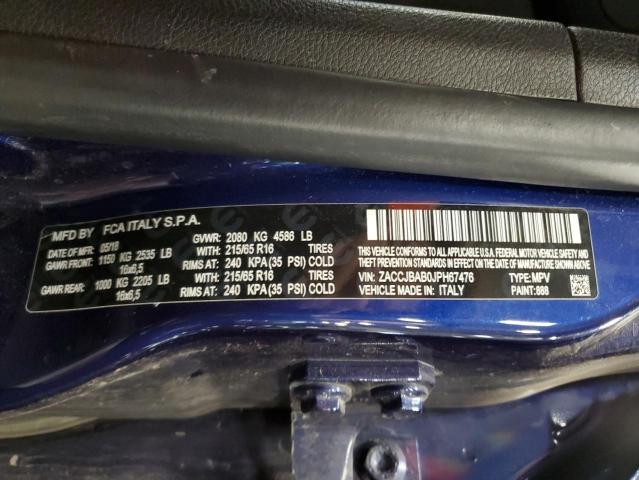 MFD BY FCA ITALY S.P.A.
DATE OF MFR: 05/18 GVWR: 2080 KG 4586 LB
GAWR FRONT: 1150 KG 2535 LB WITH 215/65 R16 TIRES
16x6,5 RIMS AT: 240 KPA(35 PSI) COLD
GAWR REAR: 1000 KG 2205 LB WITH 215/65 R16 TIRES
16x6,5 RIMS AT: 240 KPA(35 PSI) COLD
THIS VEHICLE CONFORMS TO ALL APPLICABLE U.S. FEDERAL MOTOR VEHICLE SAFETY, BUMPER, AND
THEFT PREVENTION STANDARDS IN EFFECT ON THE DATE OF MANUFACTURE SHOWN ABOVE.
VIN: ZACCJBAB0JPH67476 TYPE: MPV
VEHICLE MADE IN: ITALY PAINT: 888